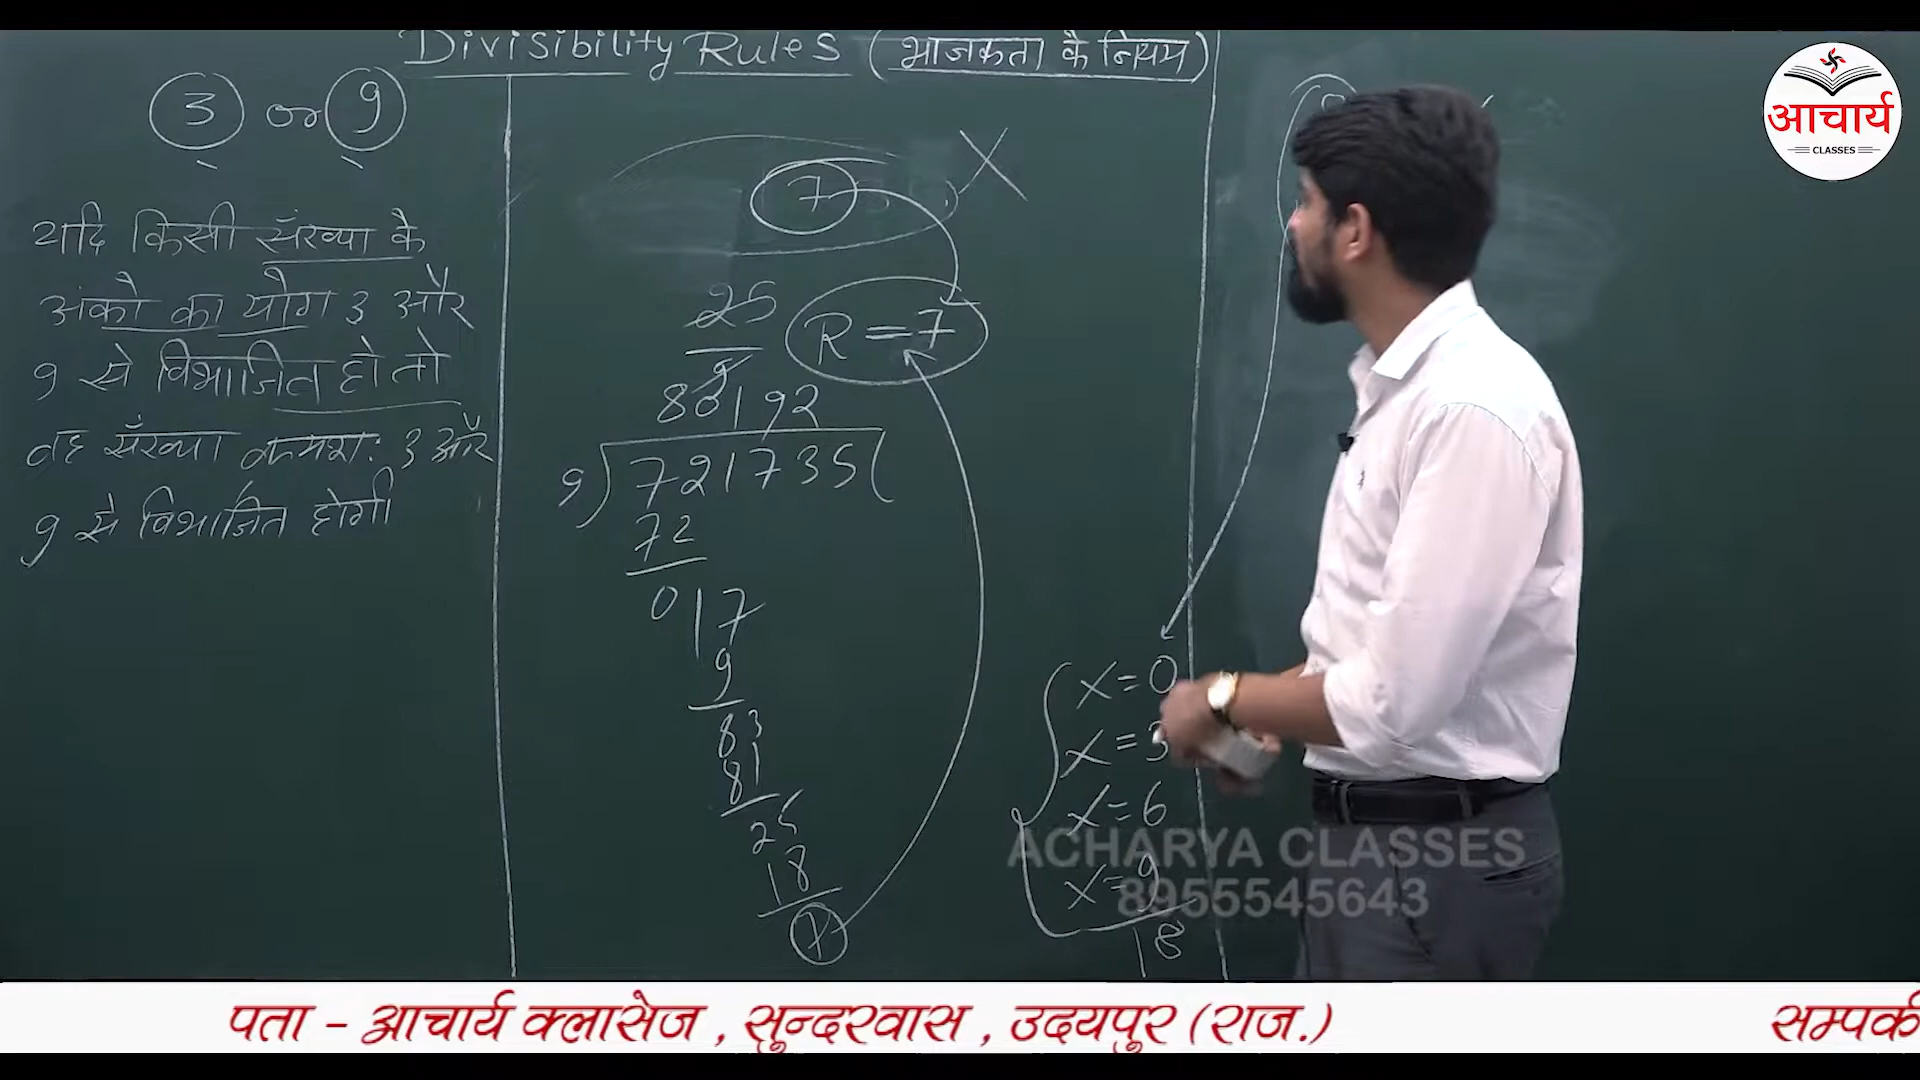 Divisibility Rules (भाजकता के नियम)
3 or 9
यदि किसी सँख्या के
अंको का योग 3 और
9 से विभाजित हो तो
वह सँख्या क्रमश: 3 और
9 से विभाजित होगी
7
X
25
9
R = 7
80192
9) 721735(
72
017
9
83
81
25
18
7
x=0
x=3
x=6
x=9
18
आचार्य
CLASSES
ACHARYA CLASSES
8955545643
पता - आचार्य क्लासेज , सुन्दरवास , उदयपुर (राज.)
सम्पर्क